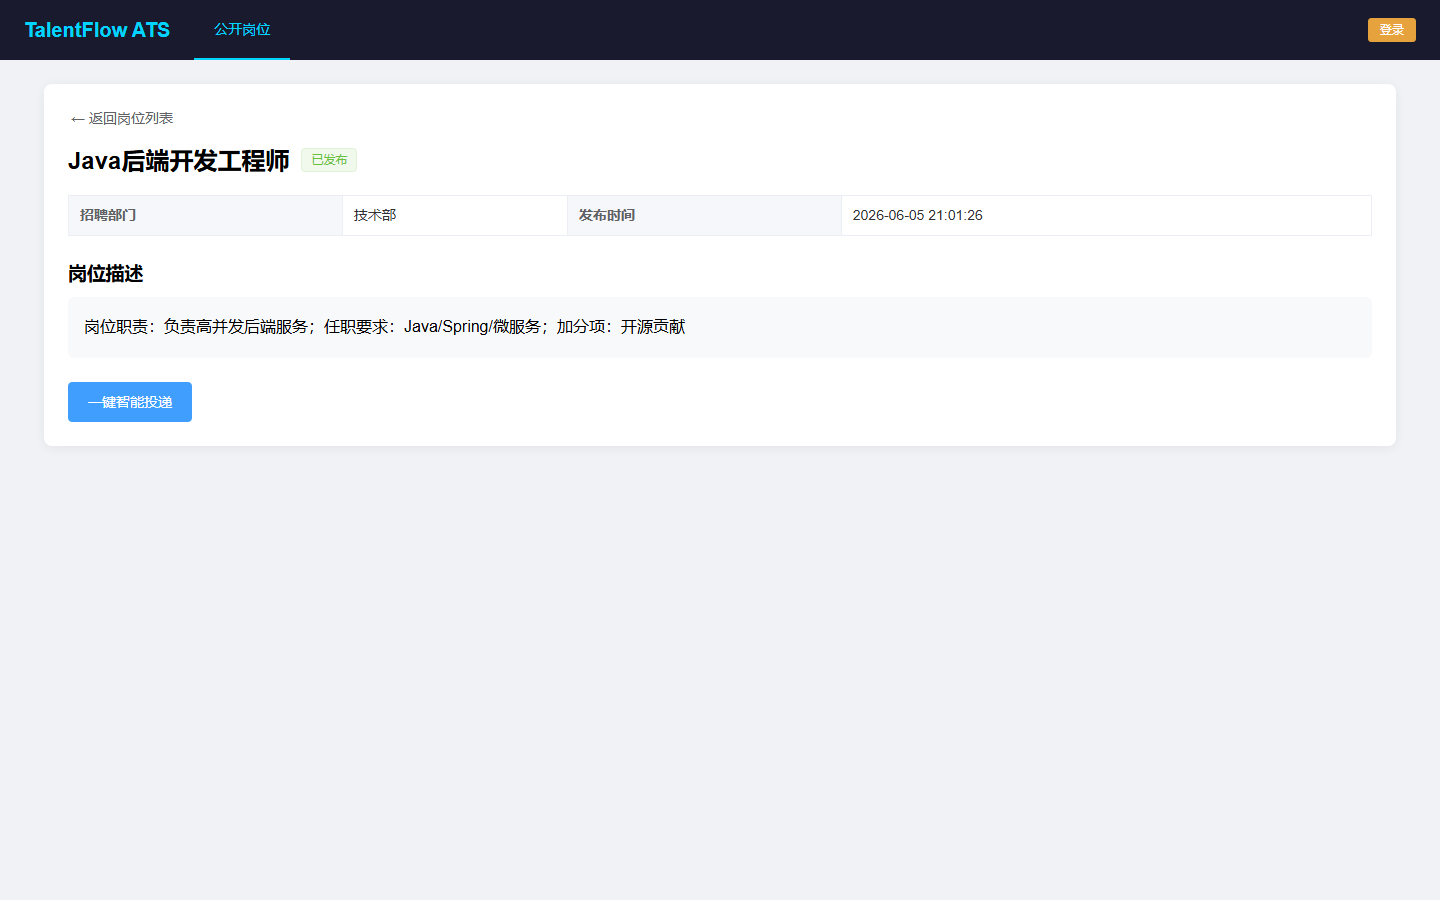 TalentFlow ATS 公开岗位 登录
←返回岗位列表
Java后端开发工程师 已发布
招聘部门 技术部 发布时间 2026-06-05 21:01:26
岗位描述
岗位职责：负责高并发后端服务；任职要求：Java/Spring/微服务；加分项：开源贡献
一键智能投递